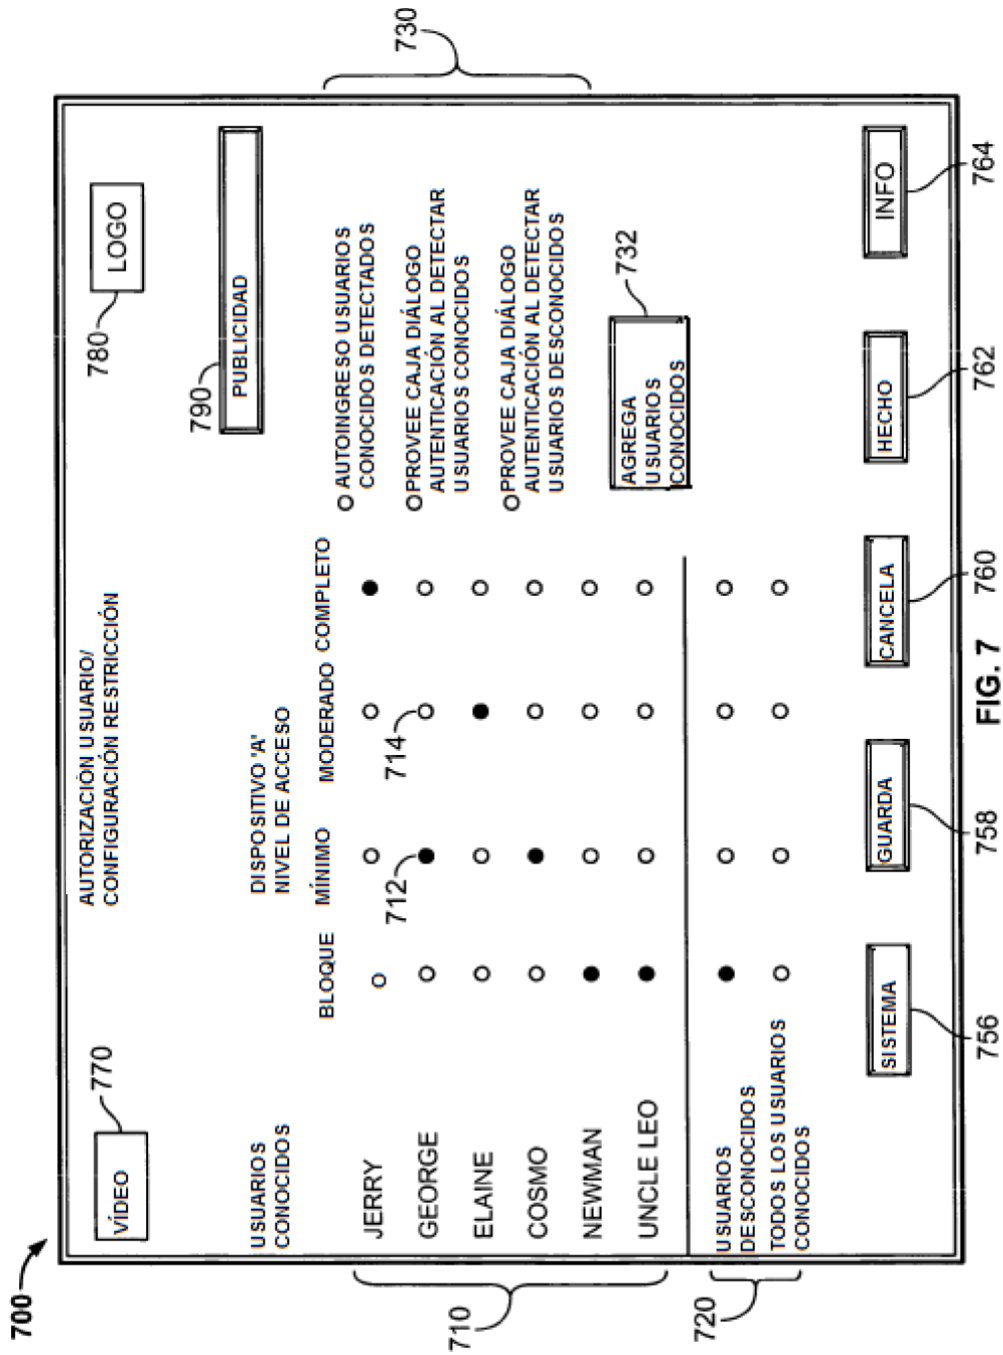 700
770
VÍDEO
AUTORIZACIÓN USUARIO/
CONFIGURACIÓN RESTRICCIÓN
780
LOGO
790
PUBLICIDAD
USUARIOS
CONOCIDOS
DISPOSITIVO 'A'
NIVEL DE ACCESO
BLOQUE MÍNIMO MODERADO COMPLETO
730
710
JERRY
GEORGE
ELAINE
COSMO
NEWMAN
UNCLE LEO
712
714
AUTOINGRESO USUARIOS
CONOCIDOS DETECTADOS
PROVEE CAJA DIÁLOGO
AUTENTICACIÓN AL DETECTAR
USUARIOS CONOCIDOS
PROVEE CAJA DIÁLOGO
AUTENTICACIÓN AL DETECTAR
USUARIOS DESCONOCIDOS
AGREGA
USUARIOS
CONOCIDOS
732
720
USUARIOS
DESCONOCIDOS
TODOS LOS USUARIOS
CONOCIDOS
SISTEMA
GUARDA
CANCELA
HECHO
INFO
756
758
760
762
764
FIG. 7